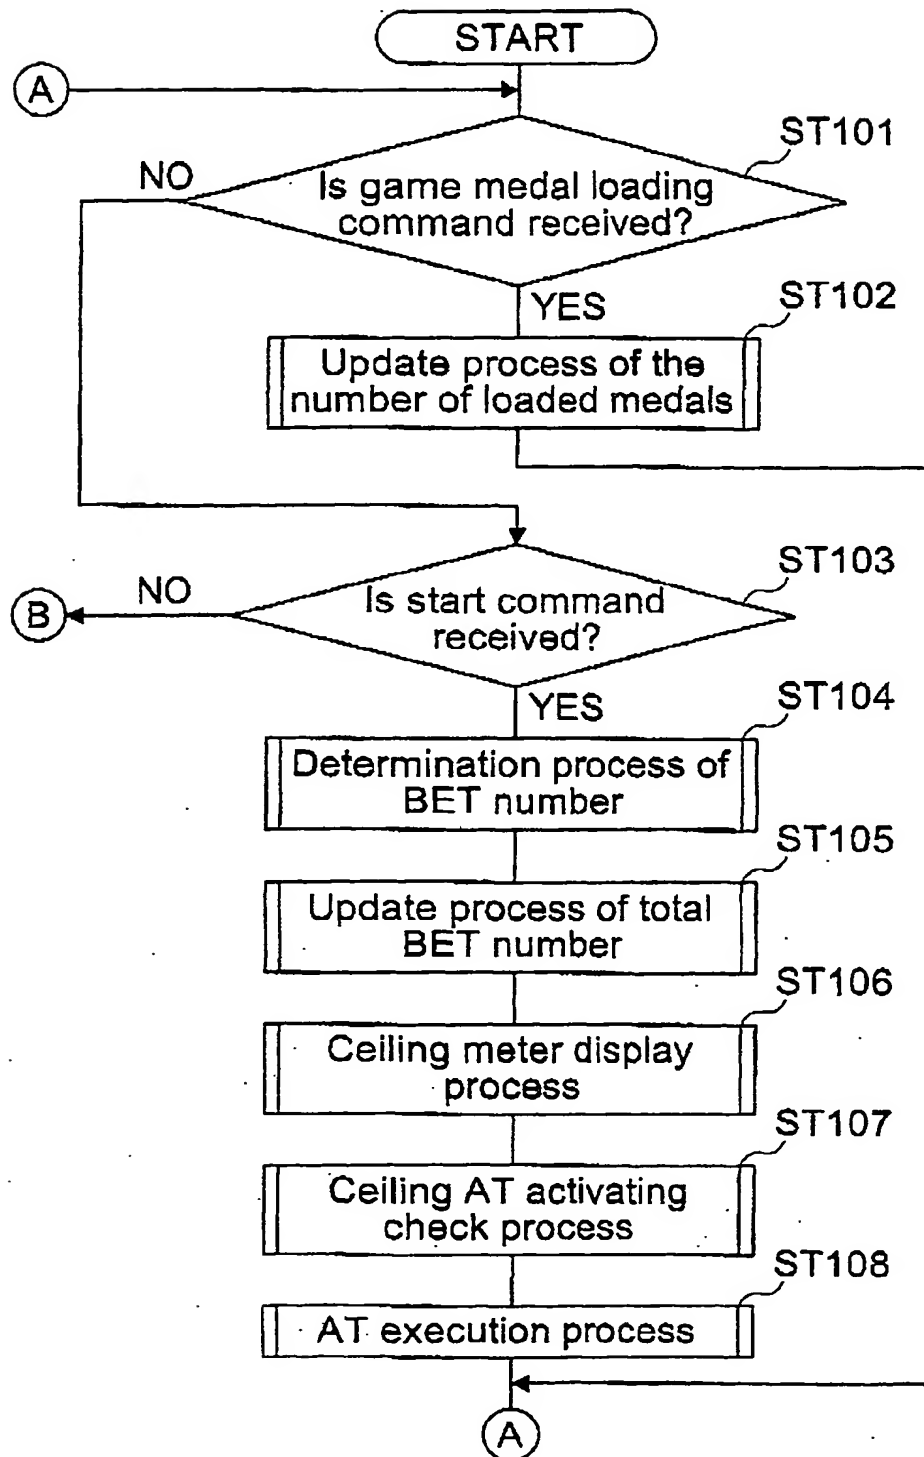 START
A
ST101
NO
Is game medal loading
command received?
YES
ST102
Update process of the
number of loaded medals
ST103
B
NO
Is start command
received?
YES
ST104
Determination process of
BET number
ST105
Update process of total
BET number
ST106
Ceiling meter display
process
ST107
Ceiling AT activating
check process
ST108
AT execution process
A